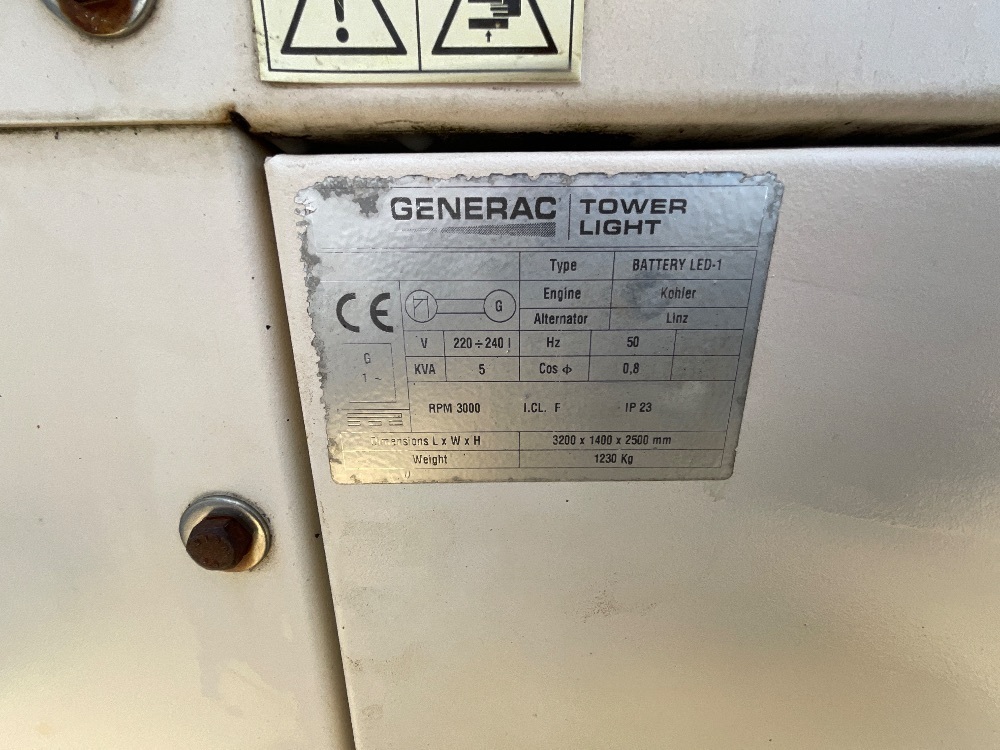 GENERAC TOWER LIGHT
Type BATTERY LED-1
Engine Kohler
G
Alternator Linz
CE
V 220÷240 Hz 50
G
KVA 5 Cos ϕ 0,8
1 ~
RPM 3000 I.CL. F IP 23
Dimensions L x W x H 3200 x 1400 x 2500 mm
Weight 1230 Kg